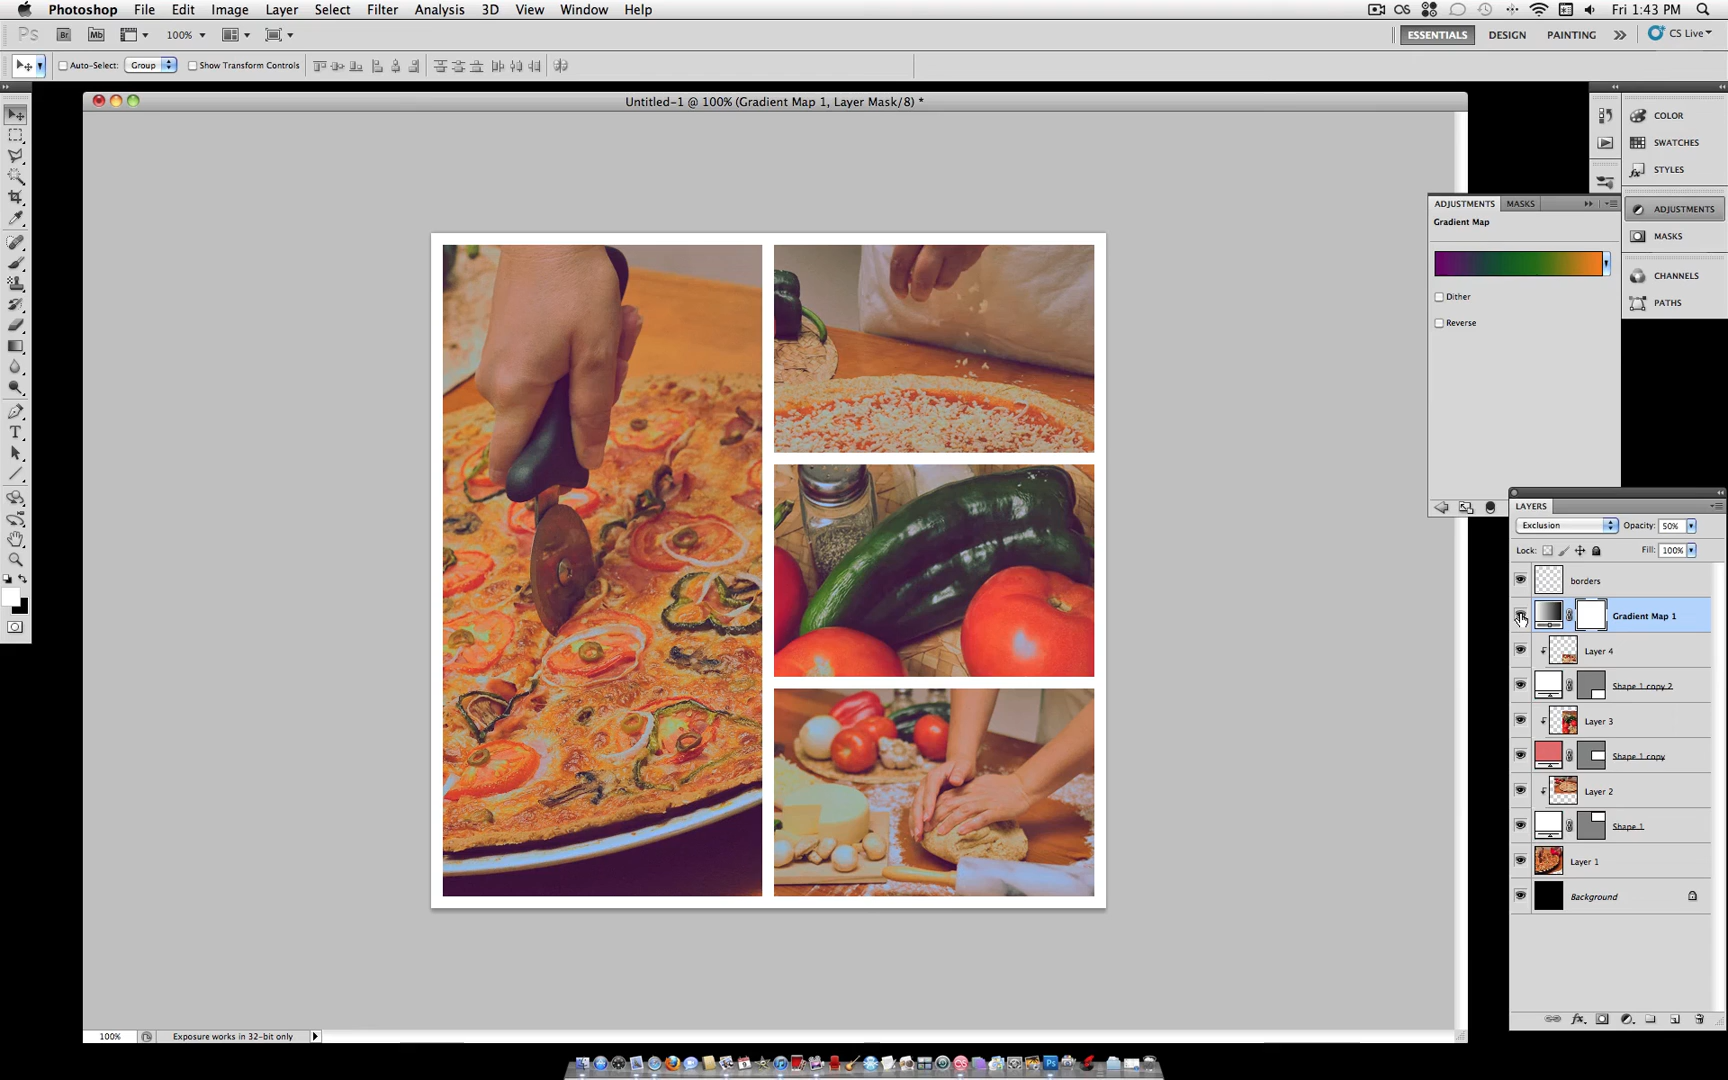 Photoshop File Edit Image Layer Select Filter Analysis 3D View Window Help Fri 1:43 PM
Ps Br Mb 100% ESSENTIALS DESIGN PAINTING CS Live
Auto-Select: Group Show Transform Controls
Untitled-1 @ 100% (Gradient Map 1, Layer Mask/8) *
COLOR
SWATCHES
STYLES
ADJUSTMENTS
MASKS
CHANNELS
PATHS
ADJUSTMENTS MASKS
Gradient Map
Dither
Reverse
LAYERS
Exclusion Opacity: 50%
Lock: Fill: 100%
borders
Gradient Map 1
Layer 4
Shape 1 copy 2
Layer 3
Shape 1 copy
Layer 2
Shape 1
Layer 1
Background
100% Exposure works in 32-bit only